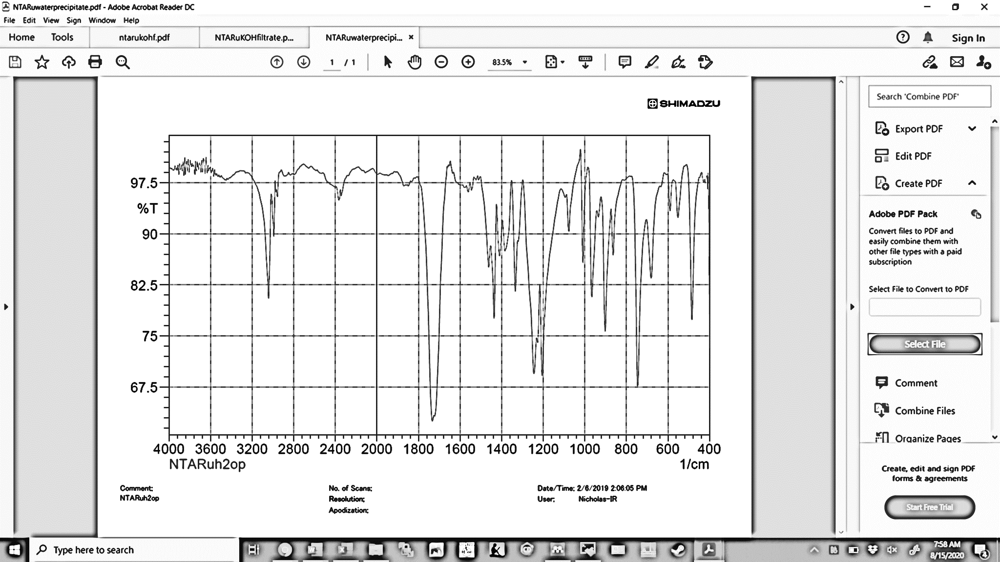 NTARuwaterprecipitate.pdf - Adobe Acrobat Reader DC
File Edit View Sign Window Help
Home Tools ntarukohf.pdf NTARuKOHfiltrate.p... NTARuwaterprecipi... × Sign In
1 / 1 83.5%
SHIMADZU
97.5
%T
90
82.5
75
67.5
4000 3600 3200 2800 2400 2000 1800 1600 1400 1200 1000 800 600 400
NTARuh2op 1/cm
Comment;
NTARuh2op
No. of Scans;
Resolution;
Apodization;
Date/Time; 2/6/2019 2:06:05 PM
User; Nicholas-IR
Search 'Combine PDF'
Export PDF
Edit PDF
Create PDF
Adobe PDF Pack
Convert files to PDF and
easily combine them with
other file types with a paid
subscription
Select File to Convert to PDF
Select File
Comment
Combine Files
Organize Pages
Create, edit and sign PDF
forms & agreements
Start Free Trial
Type here to search
7:58 AM
8/15/2020
4